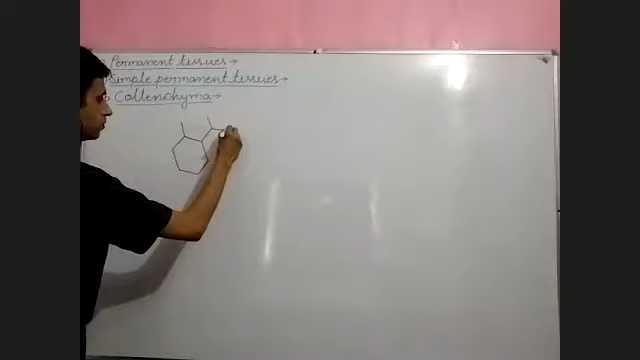 Permanent tissues →
Simple permanent tissues →
Collenchyma →